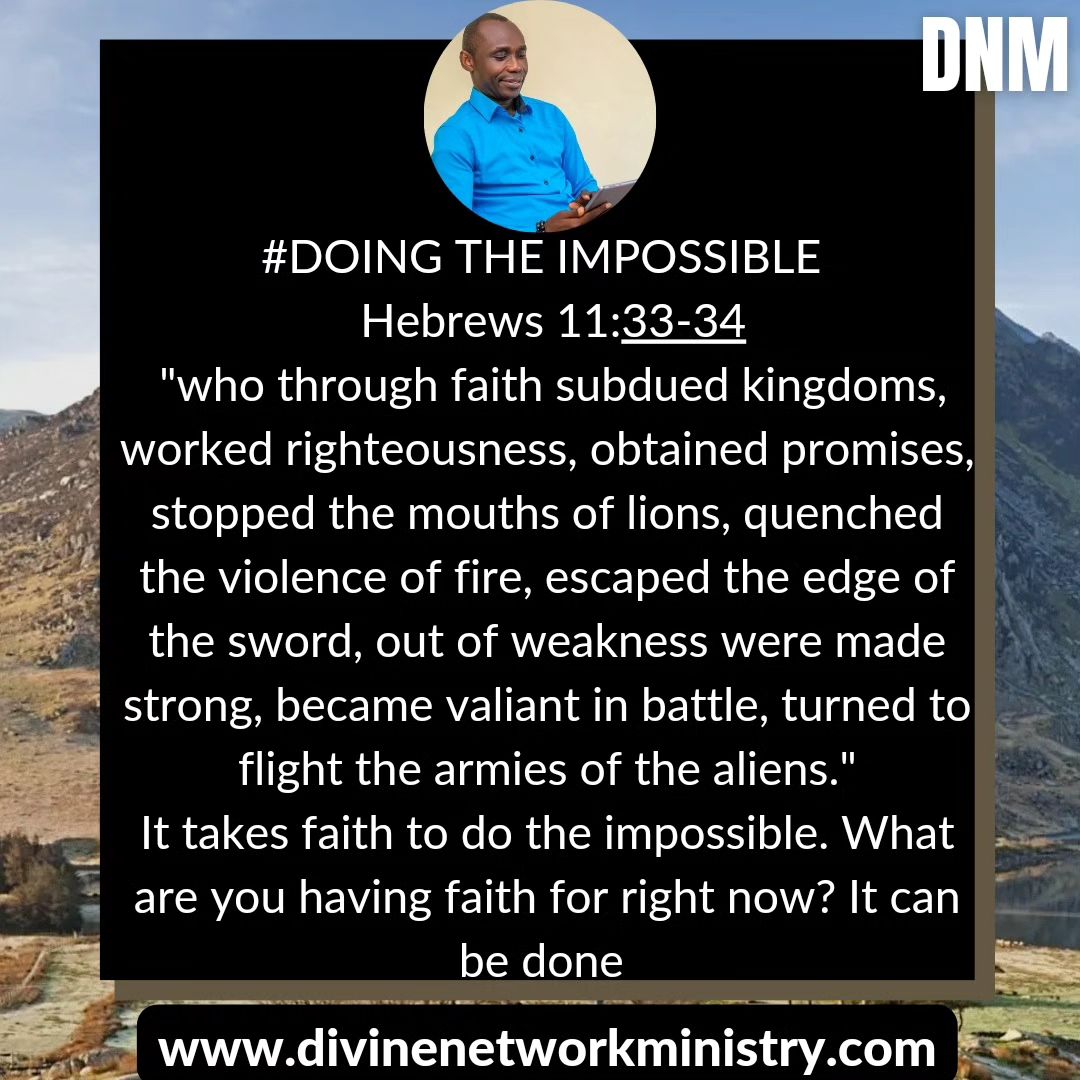 DNM
#DOING THE IMPOSSIBLE
Hebrews 11:33-34
"who through faith subdued kingdoms,
worked righteousness, obtained promises,
stopped the mouths of lions, quenched
the violence of fire, escaped the edge of
the sword, out of weakness were made
strong, became valiant in battle, turned to
flight the armies of the aliens."
It takes faith to do the impossible. What
are you having faith for right now? It can
be done
www.divinenetworkministry.com